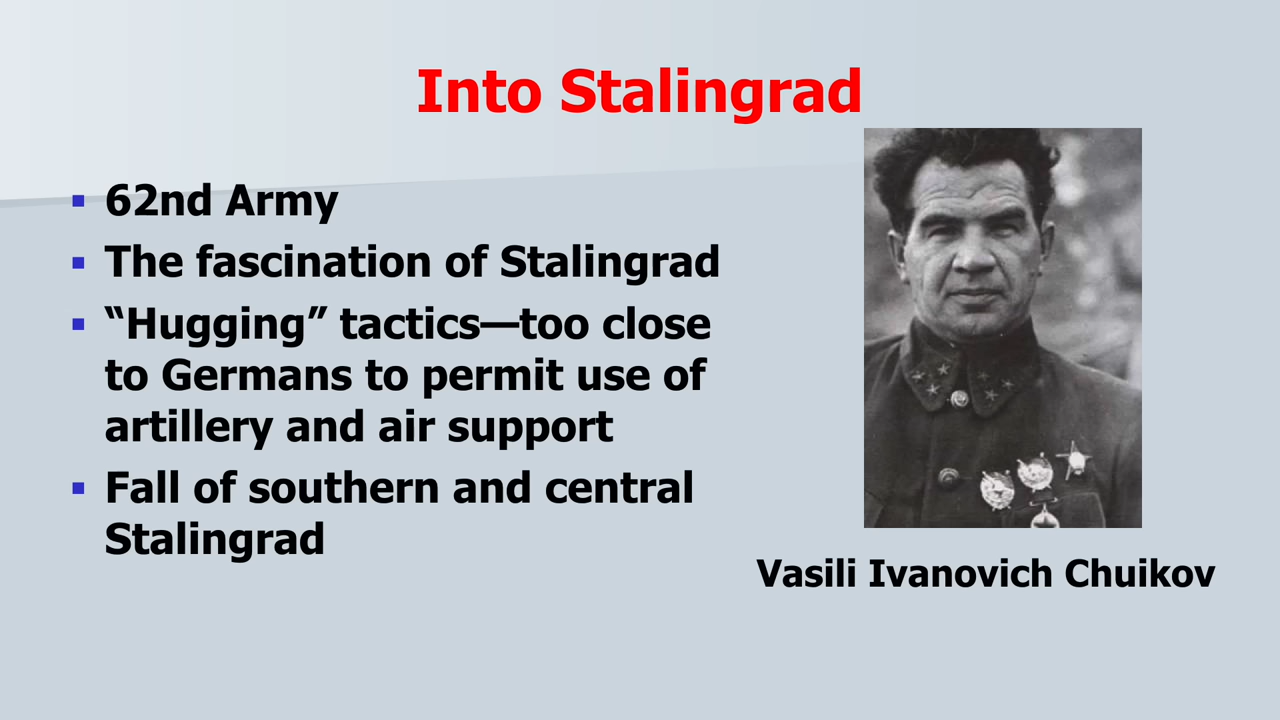 Into Stalingrad
62nd Army
The fascination of Stalingrad
“Hugging” tactics—too close
to Germans to permit use of
artillery and air support
Fall of southern and central
Stalingrad
Vasili Ivanovich Chuikov